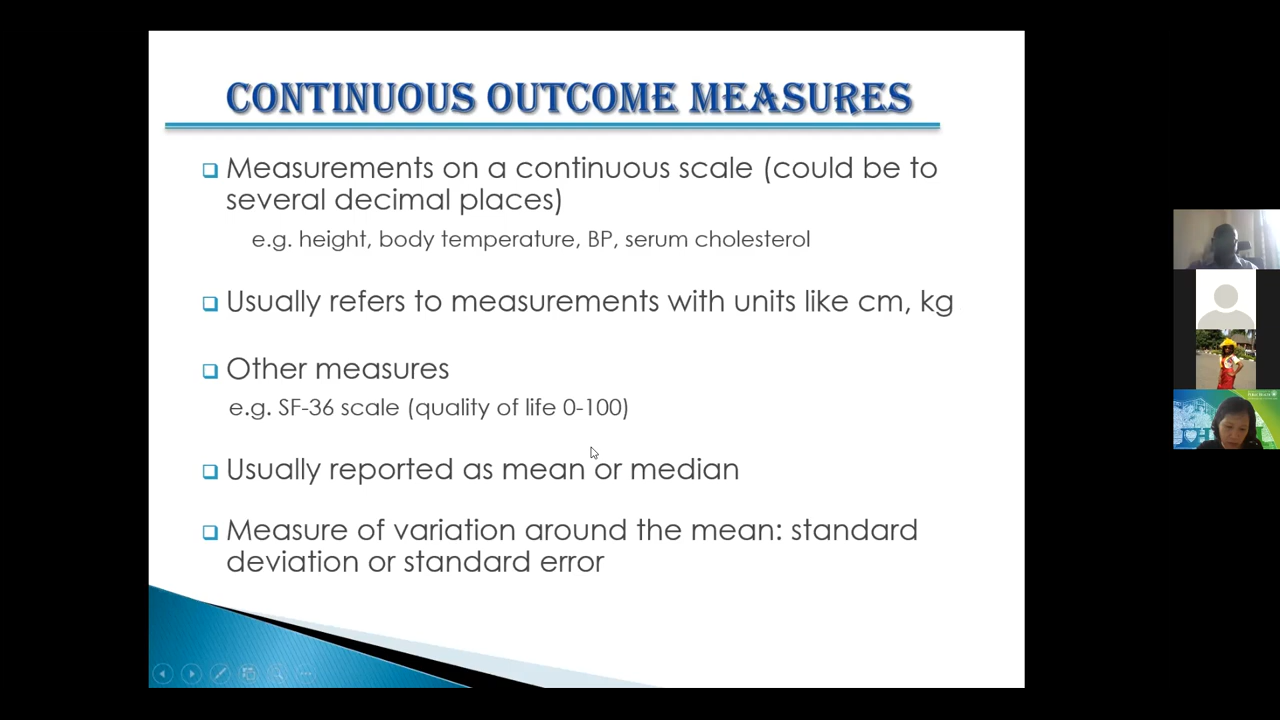 CONTINUOUS OUTCOME MEASURES
❑ Measurements on a continuous scale (could be to
several decimal places)
e.g. height, body temperature, BP, serum cholesterol
❑ Usually refers to measurements with units like cm, kg
❑ Other measures
e.g. SF-36 scale (quality of life 0-100)
❑ Usually reported as mean or median
❑ Measure of variation around the mean: standard
deviation or standard error